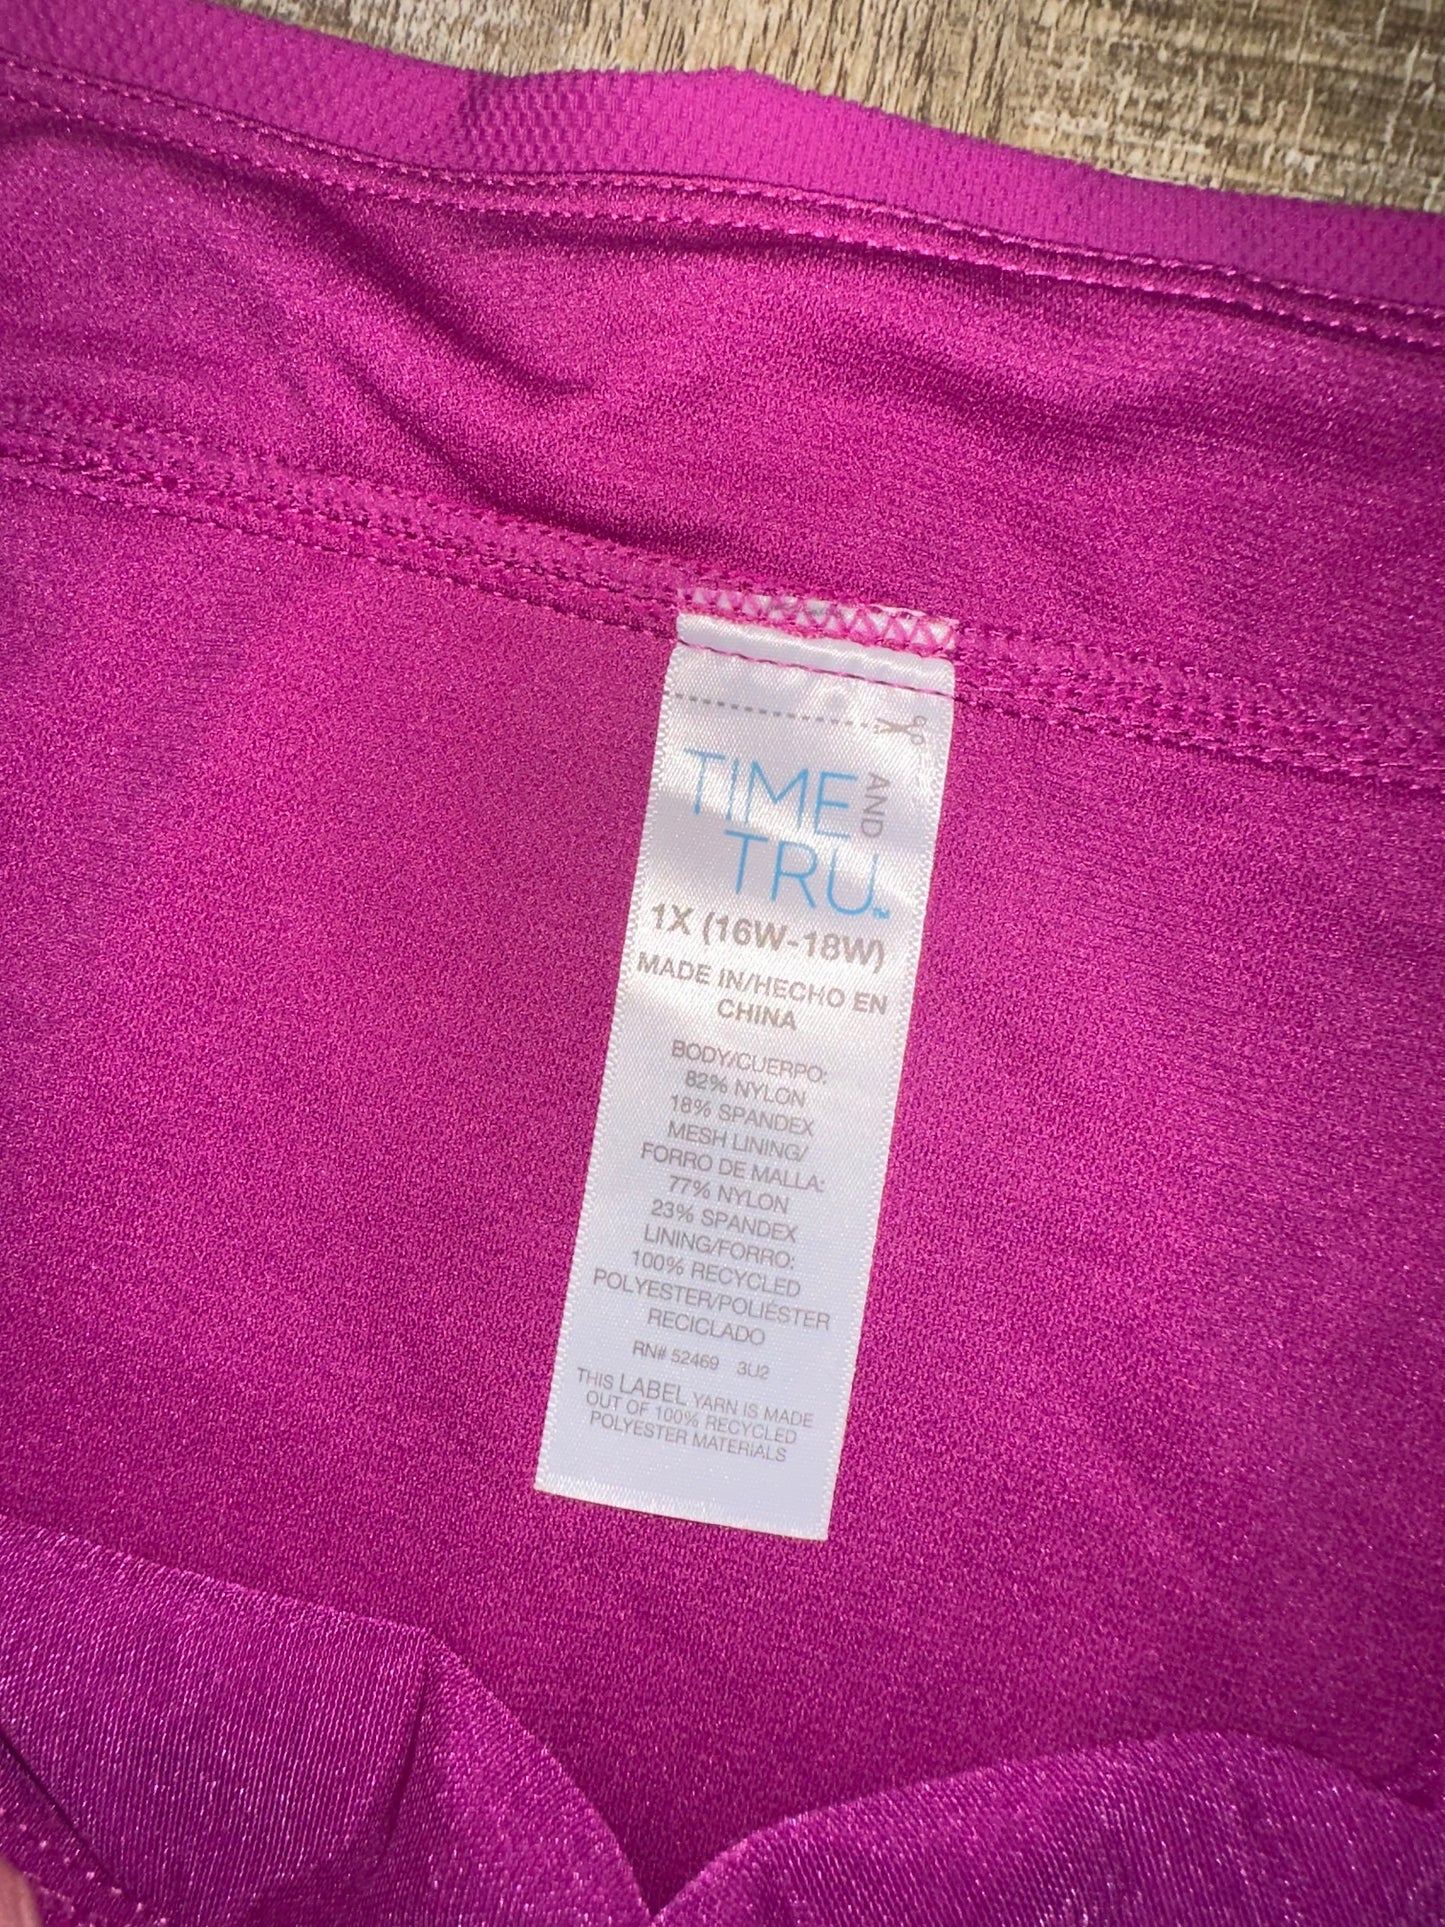 TIME AND
TRU™
1X (16W-18W)
MADE IN/HECHO EN
CHINA
BODY/CUERPO:
82% NYLON
18% SPANDEX
MESH LINING/
FORRO DE MALLA:
77% NYLON
23% SPANDEX
LINING/FORRO:
100% RECYCLED
POLYESTER/POLIÉSTER
RECICLADO
RN# 52469 3U2
THIS LABEL YARN IS MADE
OUT OF 100% RECYCLED
POLYESTER MATERIALS